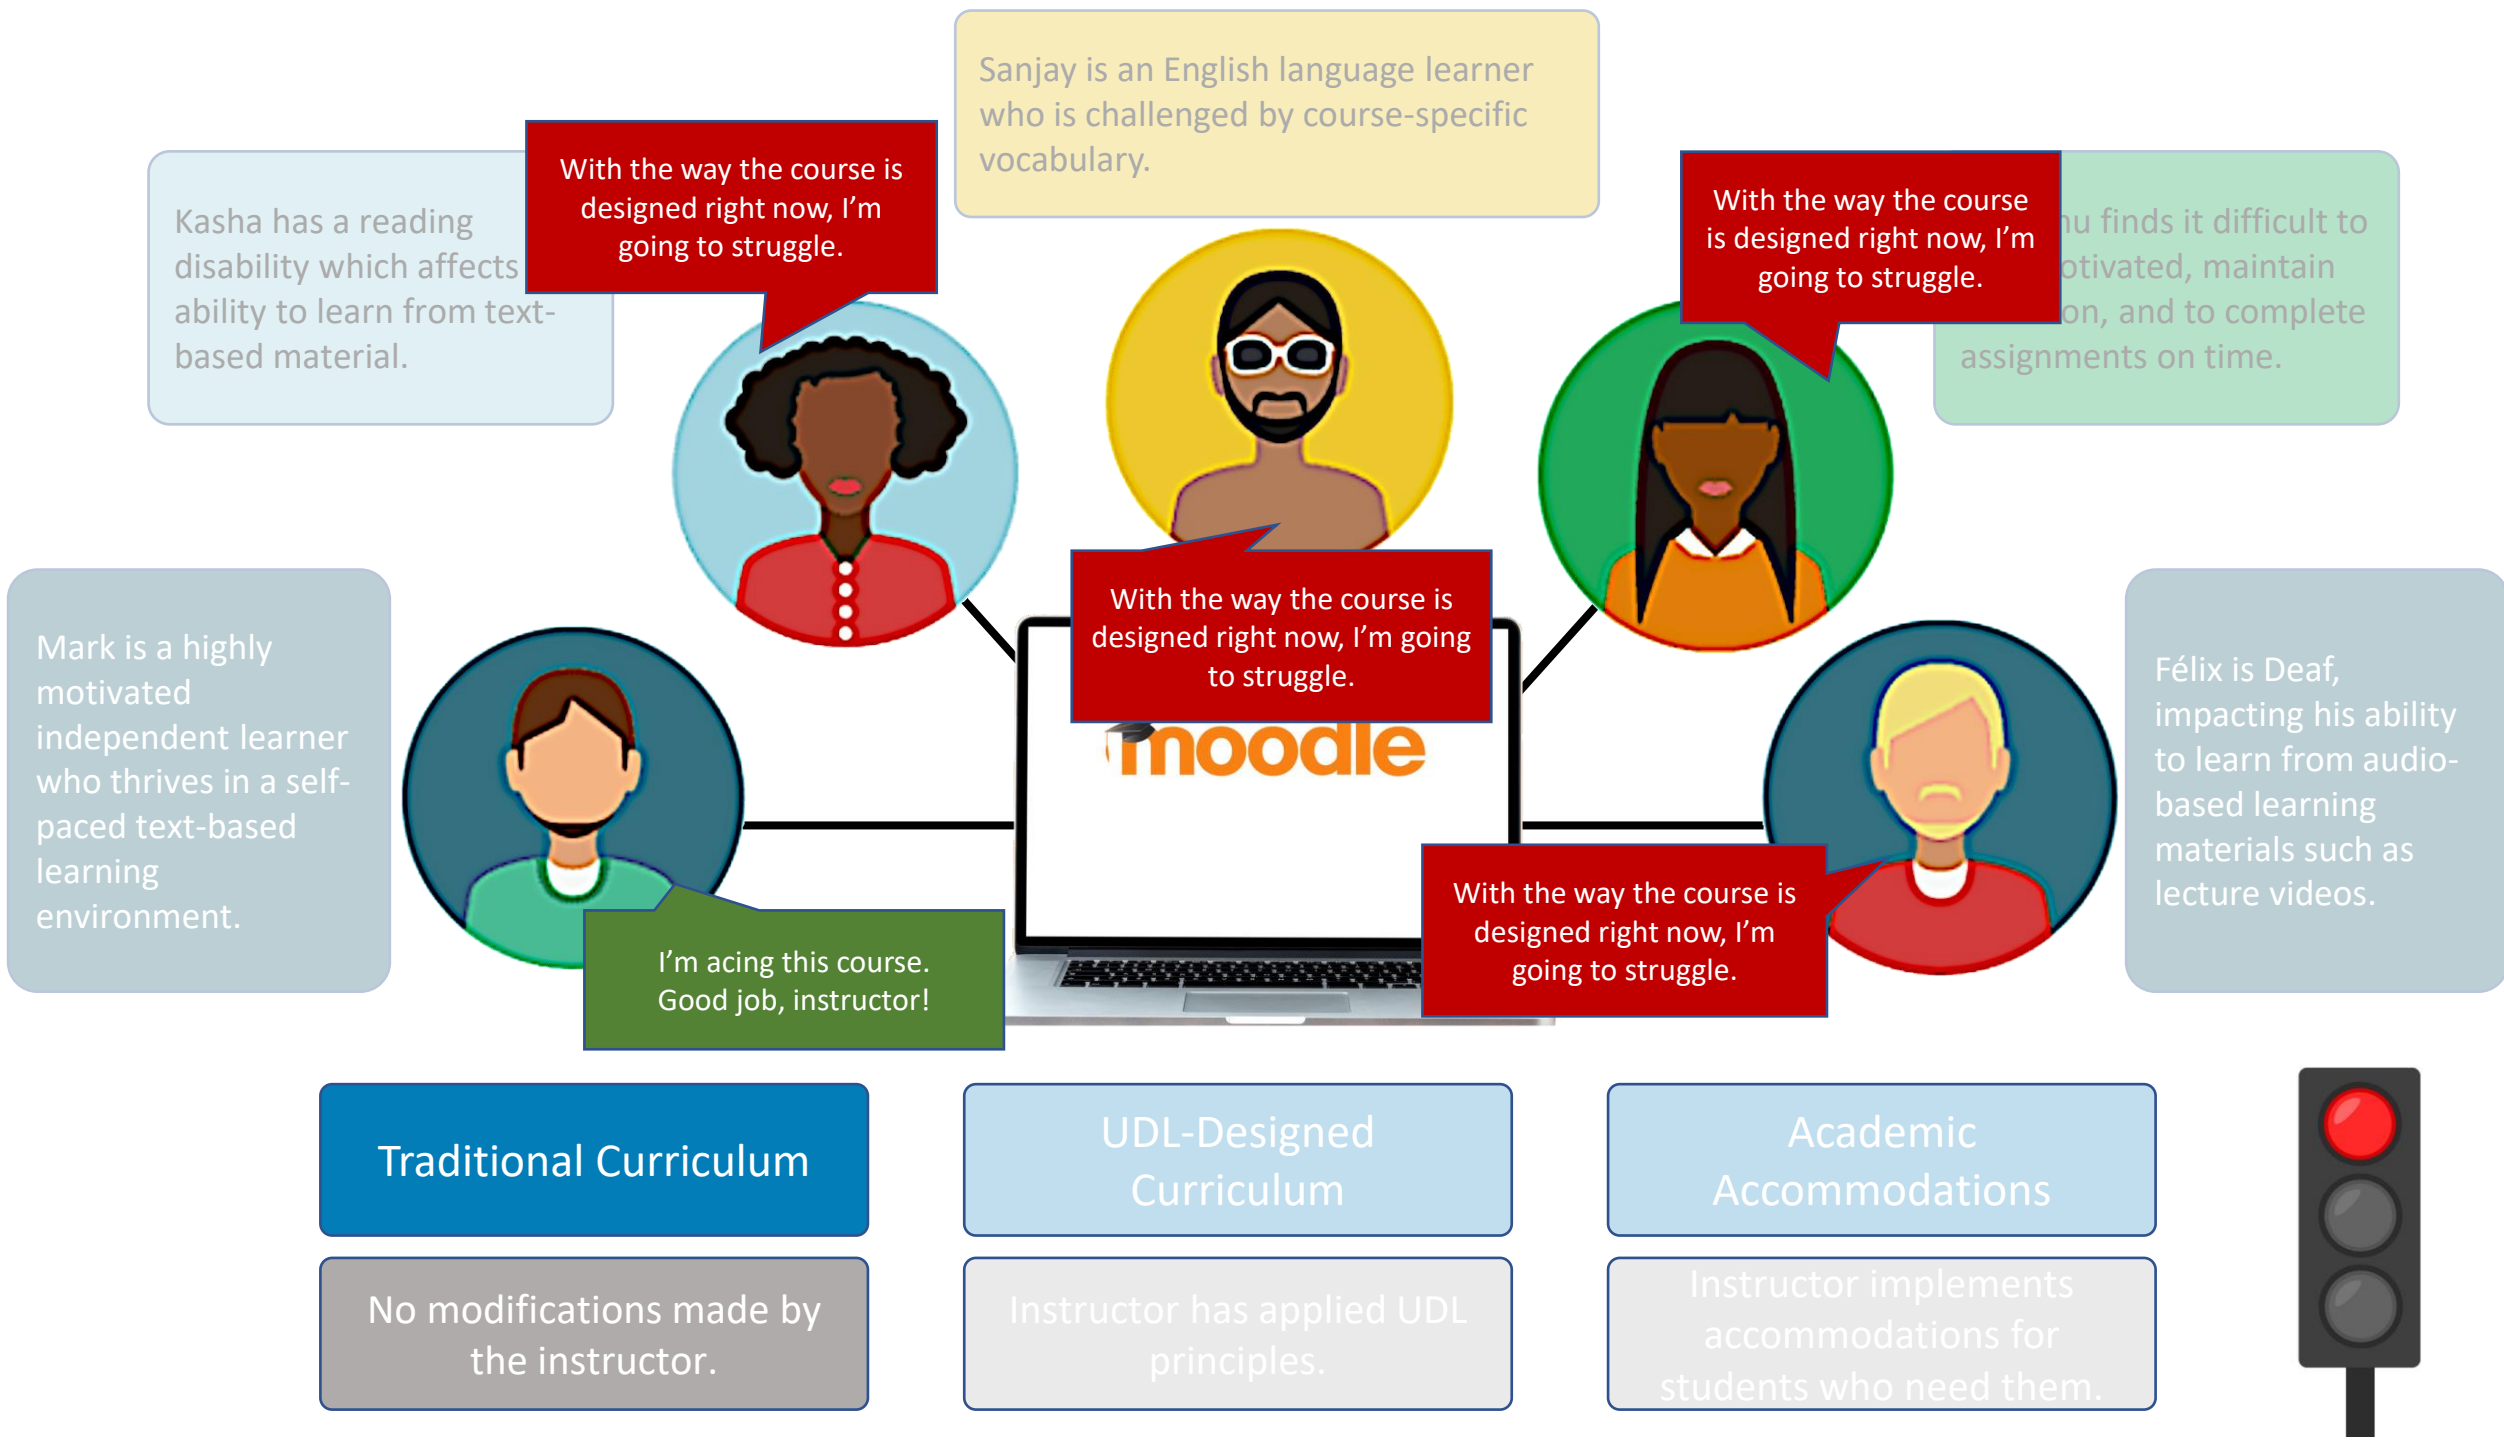 Sanjay is an English language learner
who is challenged by course-specific
vocabulary.
Kasha has a reading
disability which affects
ability to learn from text-
based material.
With the way the course is
designed right now, I'm
going to struggle.
With the way the course
is designed right now, I'm
going to struggle.
finds it difficult to
maintain
and to complete
assignments on time.
Mark is a highly
motivated
independent learner
who thrives in a self-
paced text-based
learning
environment.
With the way the course is
designed right now, I'm going
to struggle.
moodle
Félix is Deaf,
impacting his ability
to learn from audio-
based learning
materials such as
lecture videos.
I'm acing this course.
Good job, instructor!
With the way the course is
designed right now, I'm
going to struggle.
Traditional Curriculum
No modifications made by
the instructor.
UDL-Designed
Curriculum
Instructor has applied UDL
principles.
Academic
Accommodations
Instructor implements
accommodations for
students who need them.